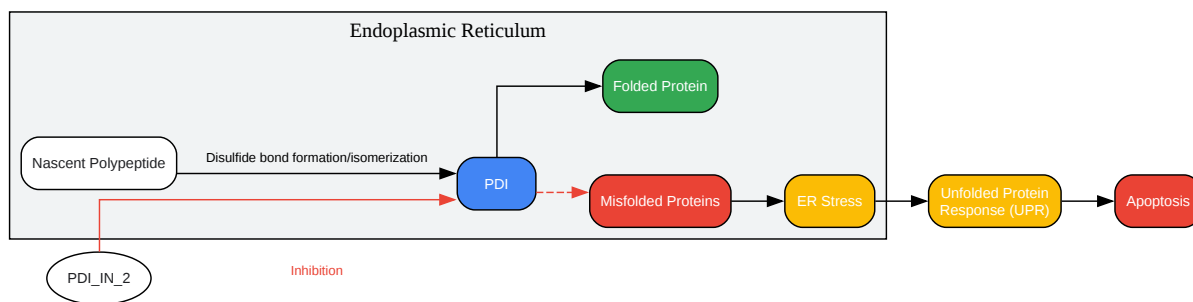 Endoplasmic Reticulum
Folded Protein
Nascent Polypeptide
Disulfide bond formation/isomerization
PDI
Misfolded Proteins
ER Stress
Unfolded Protein
Response (UPR)
Apoptosis
PDI_IN_2
Inhibition